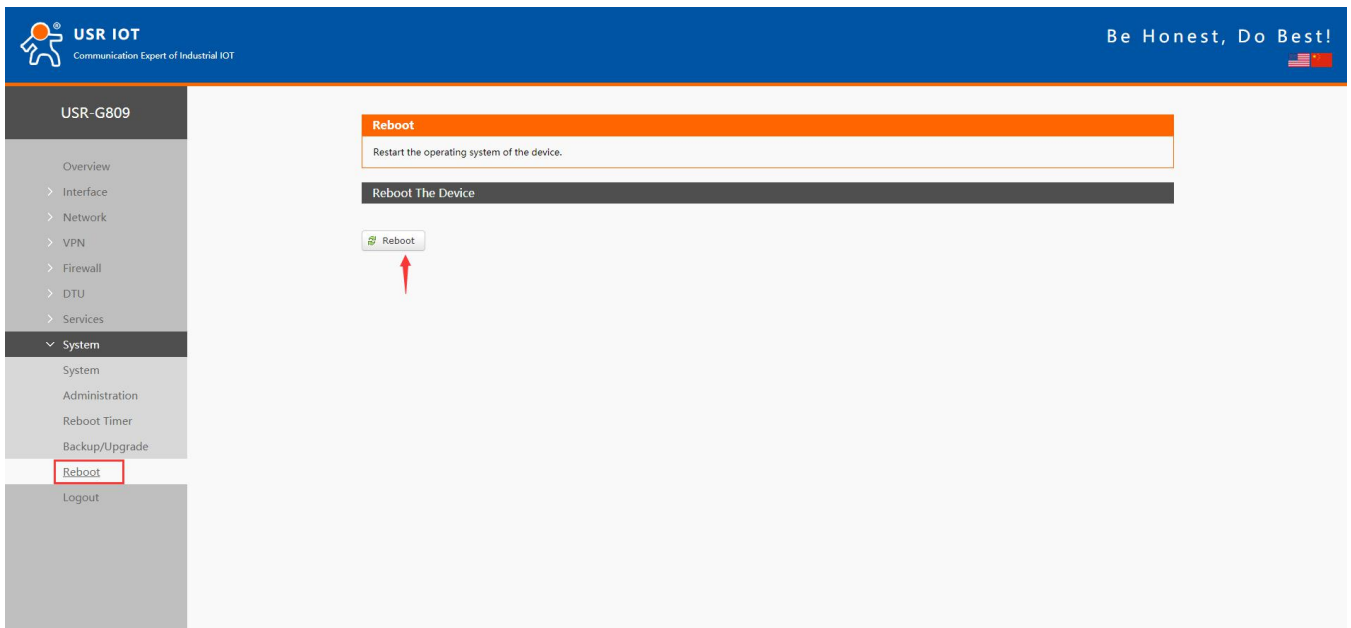 USR IOT
Communication Expert of Industrial IOT
Be Honest, Do Best!
USR-G809
Overview
Interface
Network
VPN
Firewall
DTU
Services
System
System
Administration
Reboot Timer
Backup/Upgrade
Reboot
Logout
Reboot
Restart the operating system of the device.
Reboot The Device
Reboot